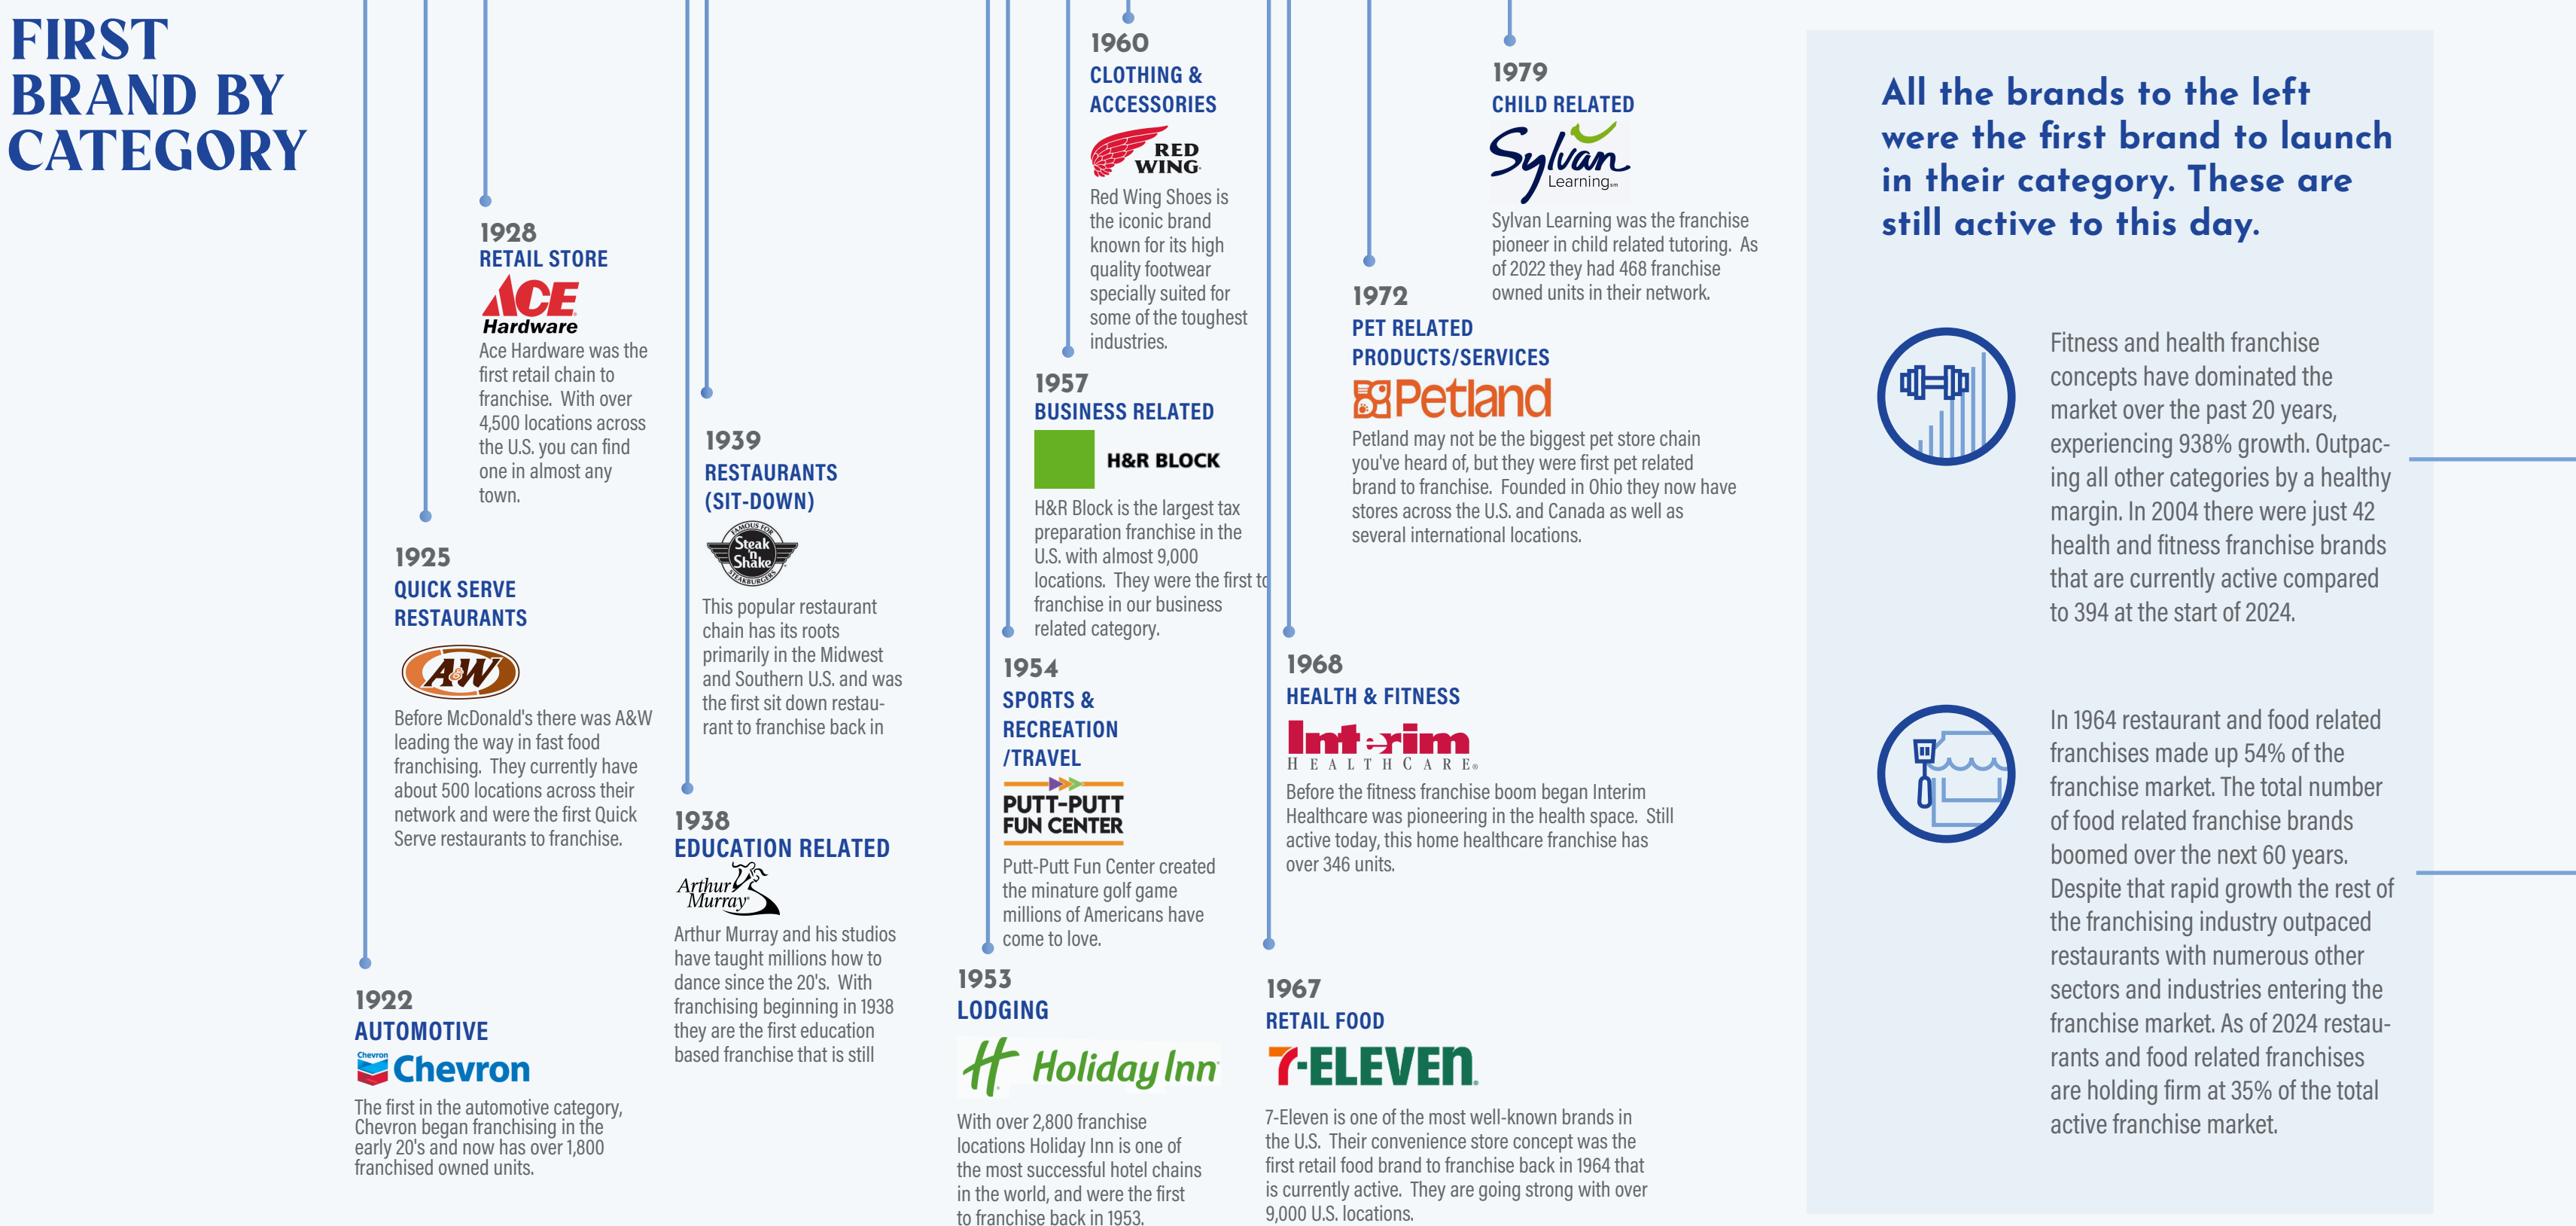 FIRST
BRAND BY
CATEGORY
1922
AUTOMOTIVE
Chevron
Chevron
The first in the automotive category,
Chevron began franchising in the
early 20's and now has over 1,800
franchised owned units.
1925
QUICK SERVE
RESTAURANTS
A&W
Before McDonald's there was A&W
leading the way in fast food
franchising. They currently have
about 500 locations across their
network and were the first Quick
Serve restaurants to franchise.
1928
RETAIL STORE
ACE
Hardware
Ace Hardware was the
first retail chain to
franchise. With over
4,500 locations across
the U.S. you can find
one in almost any
town.
1938
EDUCATION RELATED
Arthur
Murray
Arthur Murray and his studios
have taught millions how to
dance since the 20's. With
franchising beginning in 1938
they are the first education
based franchise that is still
1939
RESTAURANTS
(SIT-DOWN)
FAMOUS FOR
Steak
'n
Shake
STEAKBURGERS
This popular restaurant
chain has its roots
primarily in the Midwest
and Southern U.S. and was
the first sit down restau-
rant to franchise back in
1953
LODGING
H Holiday Inn
With over 2,800 franchise
locations Holiday Inn is one of
the most successful hotel chains
in the world, and were the first
to franchise back in 1953.
1954
SPORTS &
RECREATION
/TRAVEL
PUTT-PUTT
FUN CENTER
Putt-Putt Fun Center created
the minature golf game
millions of Americans have
come to love.
1957
BUSINESS RELATED
H&R BLOCK
H&R Block is the largest tax
preparation franchise in the
U.S. with almost 9,000
locations. They were the first to
franchise in our business
related category.
1960
CLOTHING &
ACCESSORIES
RED
WING
Red Wing Shoes is
the iconic brand
known for its high
quality footwear
specially suited for
some of the toughest
industries.
1967
RETAIL FOOD
7-ELEVEn
7-Eleven is one of the most well-known brands in
the U.S. Their convenience store concept was the
first retail food brand to franchise back in 1964 that
is currently active. They are going strong with over
9,000 U.S. locations.
1968
HEALTH & FITNESS
Interim
HEALTHCARE®
Before the fitness franchise boom began Interim
Healthcare was pioneering in the health space. Still
active today, this home healthcare franchise has
over 346 units.
1972
PET RELATED
PRODUCTS/SERVICES
Petland
Petland may not be the biggest pet store chain
you've heard of, but they were first pet related
brand to franchise. Founded in Ohio they now have
stores across the U.S. and Canada as well as
several international locations.
1979
CHILD RELATED
Sylvan
Learning℠
Sylvan Learning was the franchise
pioneer in child related tutoring. As
of 2022 they had 468 franchise
owned units in their network.
All the brands to the left
were the first brand to launch
in their category. These are
still active to this day.
Fitness and health franchise
concepts have dominated the
market over the past 20 years,
experiencing 938% growth. Outpac-
ing all other categories by a healthy
margin. In 2004 there were just 42
health and fitness franchise brands
that are currently active compared
to 394 at the start of 2024.
In 1964 restaurant and food related
franchises made up 54% of the
franchise market. The total number
of food related franchise brands
boomed over the next 60 years.
Despite that rapid growth the rest of
the franchising industry outpaced
restaurants with numerous other
sectors and industries entering the
franchise market. As of 2024 restau-
rants and food related franchises
are holding firm at 35% of the total
active franchise market.